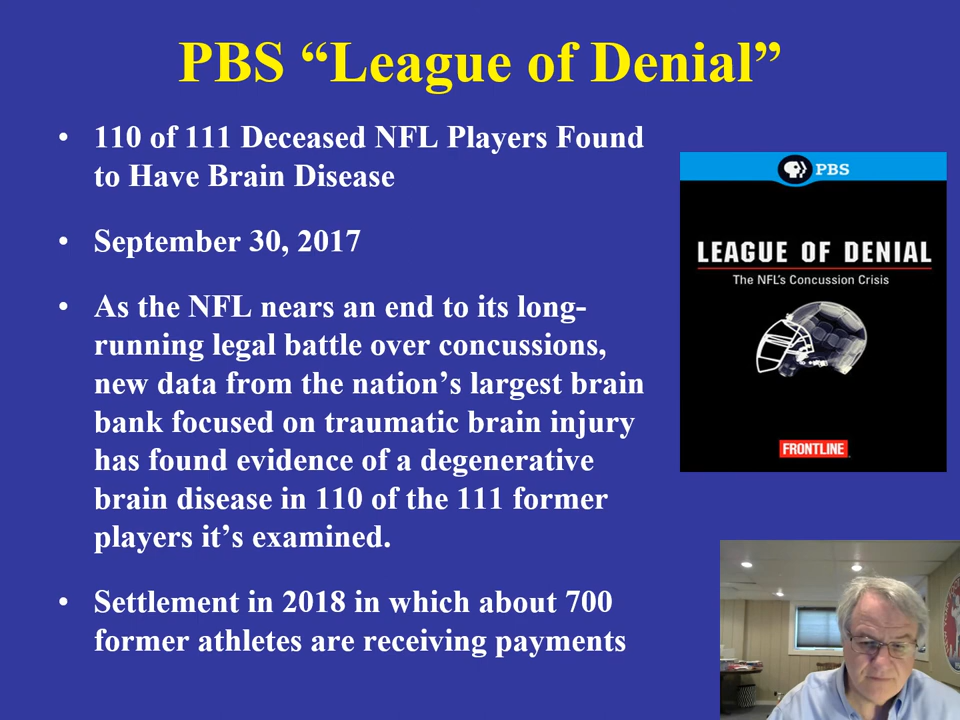 PBS “League of Denial”
• 110 of 111 Deceased NFL Players Found
to Have Brain Disease
• September 30, 2017
• As the NFL nears an end to its long-
running legal battle over concussions,
new data from the nation’s largest brain
bank focused on traumatic brain injury
has found evidence of a degenerative
brain disease in 110 of the 111 former
players it’s examined.
• Settlement in 2018 in which about 700
former athletes are receiving payments
PBS
LEAGUE OF DENIAL
The NFL’s Concussion Crisis
FRONTLINE